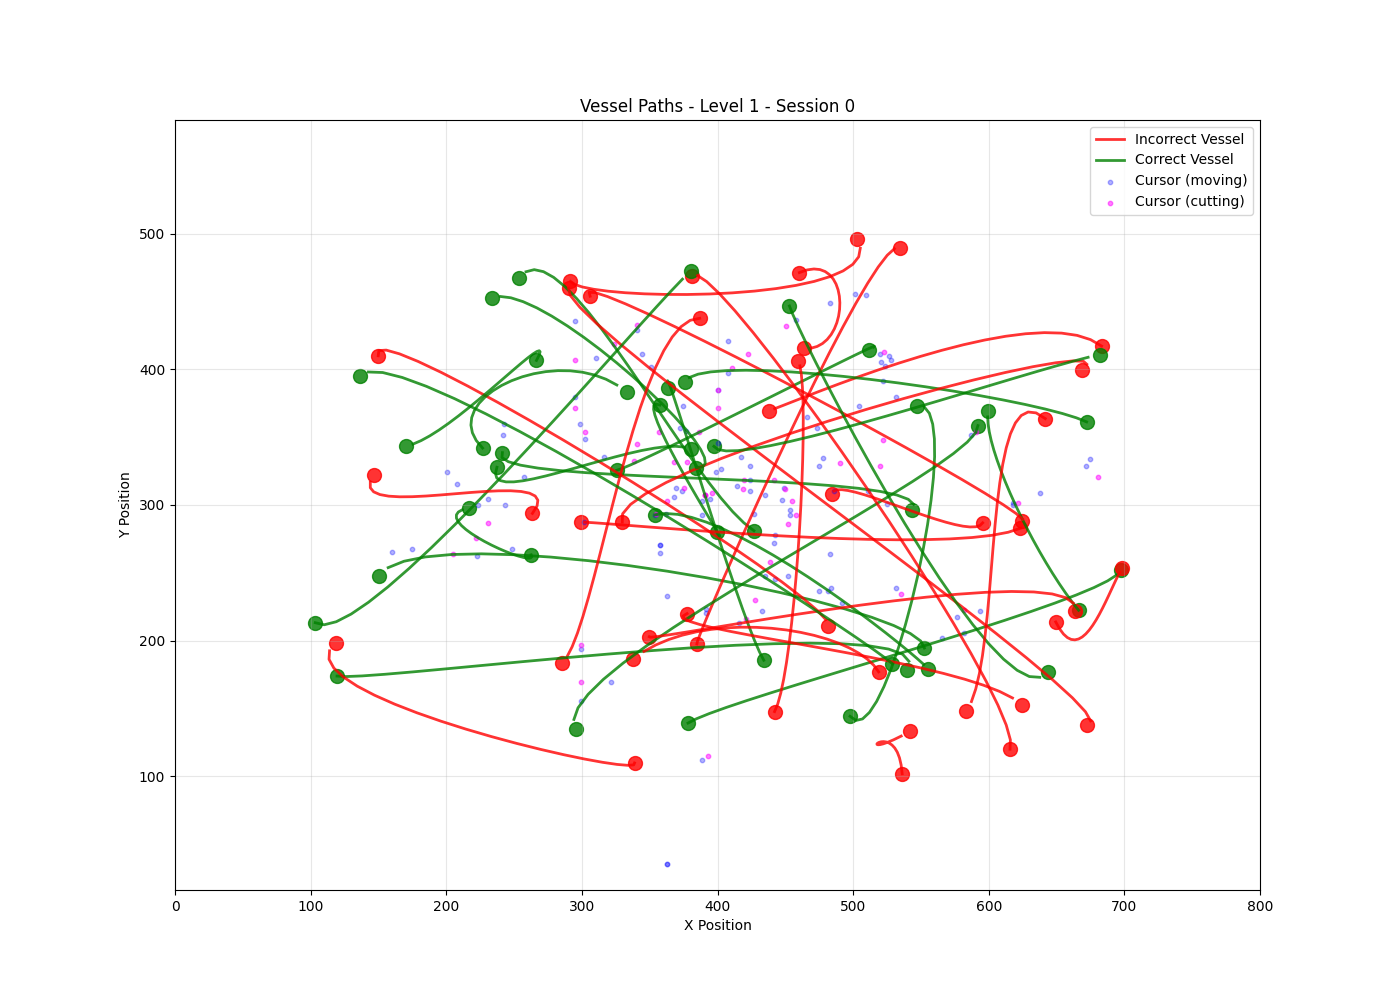 Vessel Paths - Level 1 - Session 0
Incorrect Vessel
Correct Vessel
Cursor (moving)
Cursor (cutting)
500
400
300
200
100
Y Position
0 100 200 300 400 500 600 700 800
X Position